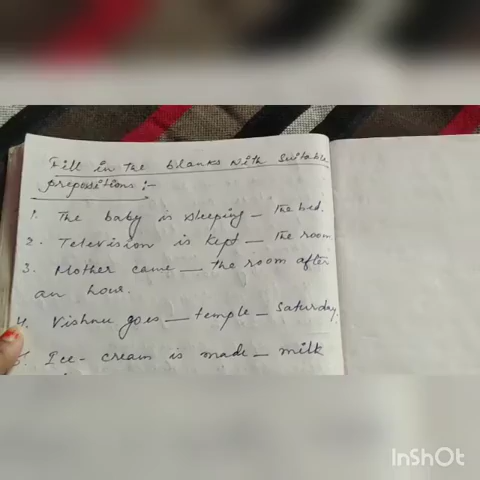 Fill in the blanks with suitable
prepositions :-
1. The baby is sleeping _ the bed.
2. Television is kept _ the room
3. Mother came _ the room after
an hour.
4. Vishnu goes _ temple _ Saturday.
5. Ice-cream is made _ milk
InShOt